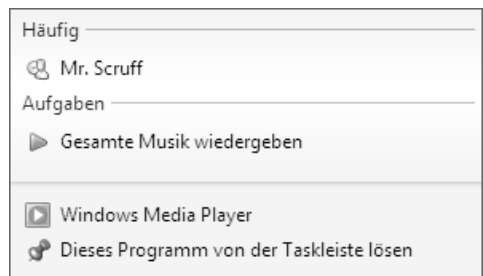 Häufig
Mr. Scruff
Aufgaben
Gesamte Musik wiedergeben
Windows Media Player
Dieses Programm von der Taskleiste lösen